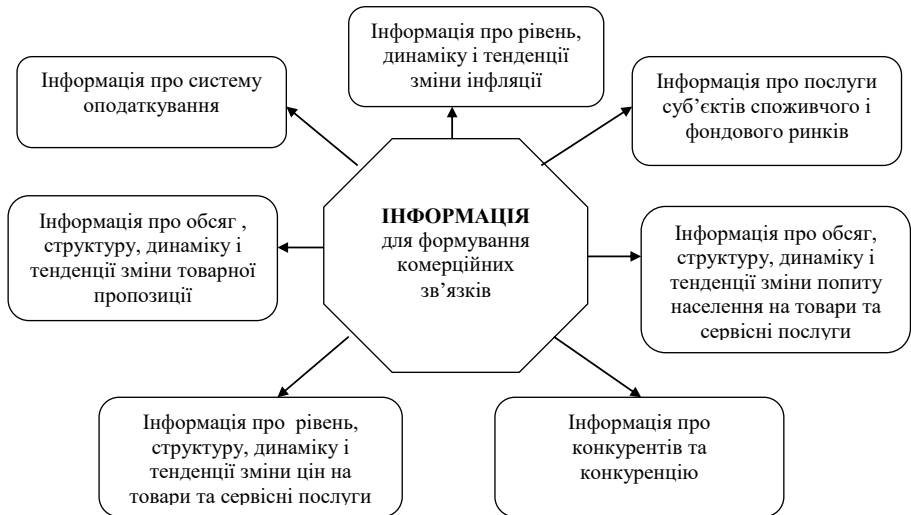 Інформація про рівень,
динаміку і тенденції
зміни інфляції
Інформація про систему
оподаткування
Інформація про послуги
суб’єктів споживчого і
фондового ринків
ІНФОРМАЦІЯ
для формування
комерційних
зв’язків
Інформація про обсяг ,
структуру, динаміку і
тенденції зміни товарної
пропозиції
Інформація про обсяг,
структуру, динаміку і
тенденції зміни попиту
населення на товари та
сервісні послуги
Інформація про рівень,
структуру, динаміку і
тенденції зміни цін на
товари та сервісні послуги
Інформація про
конкурентів та
конкуренцію